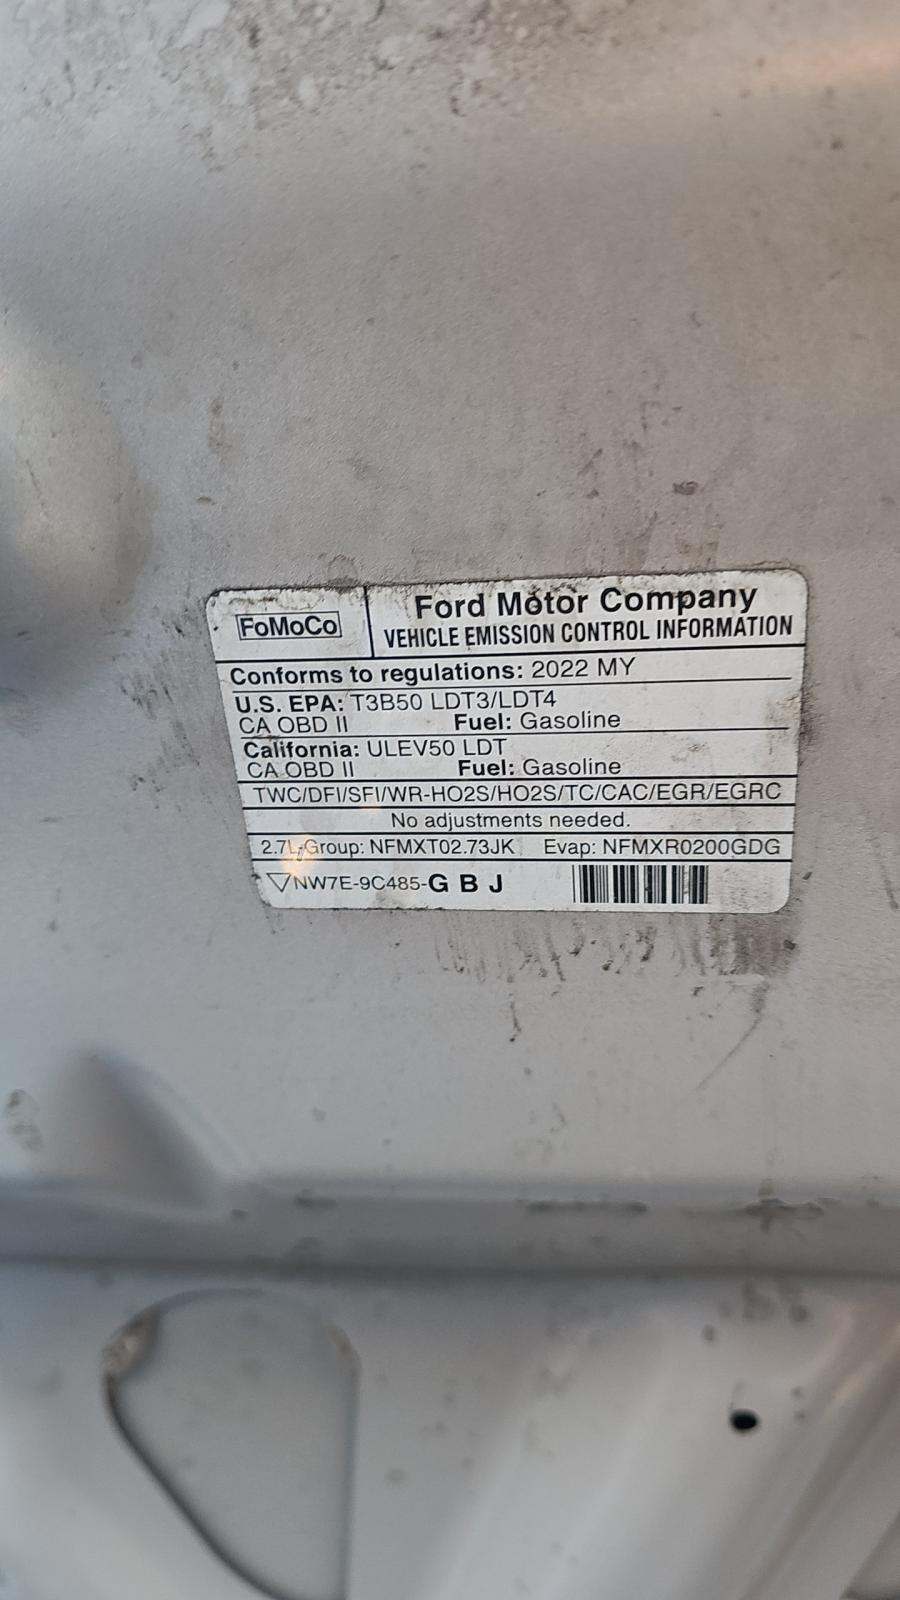 FoMoCo
Ford Motor Company
VEHICLE EMISSION CONTROL INFORMATION
Conforms to regulations: 2022 MY
U.S. EPA: T3B50 LDT3/LDT4
CA OBD II Fuel: Gasoline
California: ULEV50 LDT
CA OBD II Fuel: Gasoline
TWC/DFI/SFI/WR-HO2S/HO2S/TC/CAC/EGR/EGRC
No adjustments needed.
2.7L-Group: NFMXT02.73JK Evap: NFMXR0200GDG
NW7E-9C485-G B J